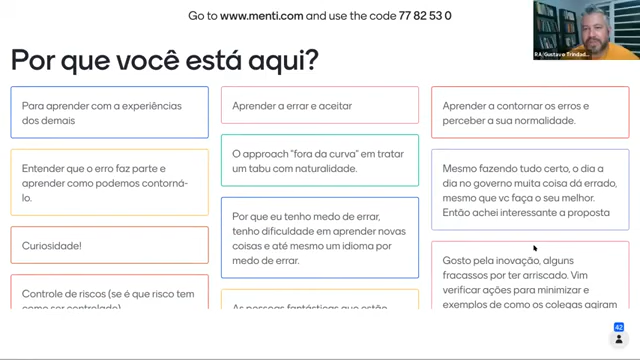 Go to www.menti.com and use the code 77 82 53 0
RA/Gustavo Trindad...
Por que você está aqui?
Para aprender com a experiências
dos demais
Entender que o erro faz parte e
aprender como podemos contorná-
lo.
Curiosidade!
Controle de riscos (se é que risco tem
como ser controlado)
Aprender a errar e aceitar
O approach "fora da curva" em tratar
um tabu com naturalidade.
Por que eu tenho medo de errar,
tenho dificuldade em aprender novas
coisas e até mesmo um idioma por
medo de errar.
As pessoas fantásticas que estão
Aprender a contornar os erros e
perceber a sua normalidade.
Mesmo fazendo tudo certo, o dia a
dia no governo muita coisa dá errado,
mesmo que vc faça o seu melhor.
Então achei interessante a proposta
Gosto pela inovação, alguns
fracassos por ter arriscado. Vim
verificar ações para minimizar e
exemplos de como os colegas agiram
42